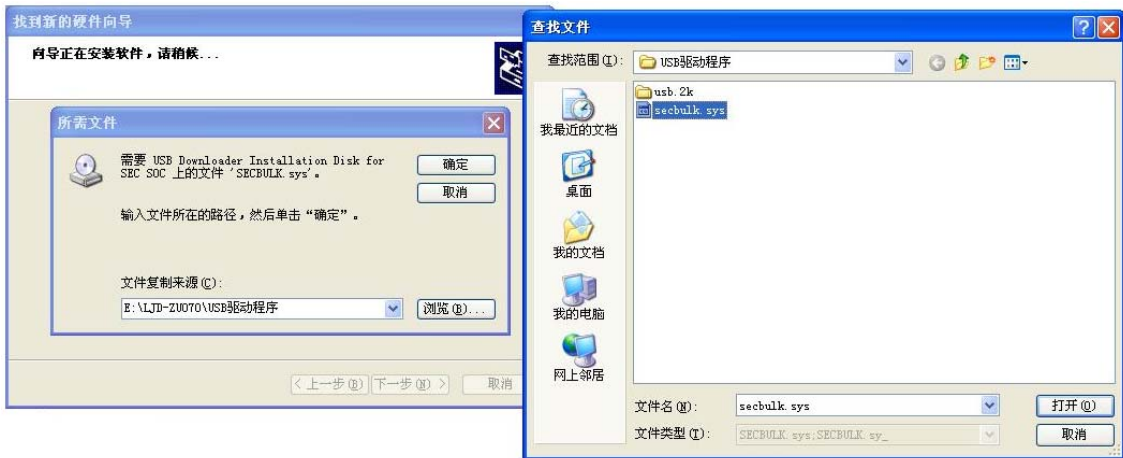 找到新的硬件向导
向导正在安装软件，请稍候...
所需文件
需要 USB Downloader Installation Disk for
SEC SOC 上的文件 'SECBULK.sys'。
输入文件所在的路径，然后单击“确定”。
确定
取消
文件复制来源(C):
E:\LJD-ZU070\USB驱动程序
浏览(B)...
< 上一步(B)
下一步(N) >
取消
查找文件
查找范围(I):
USB驱动程序
我最近的文档
桌面
我的文档
我的电脑
网上邻居
usb.2k
secbulk.sys
文件名(N):
secbulk.sys
打开(O)
文件类型(T):
SECBULK.sys;SECBULK.sy_
取消